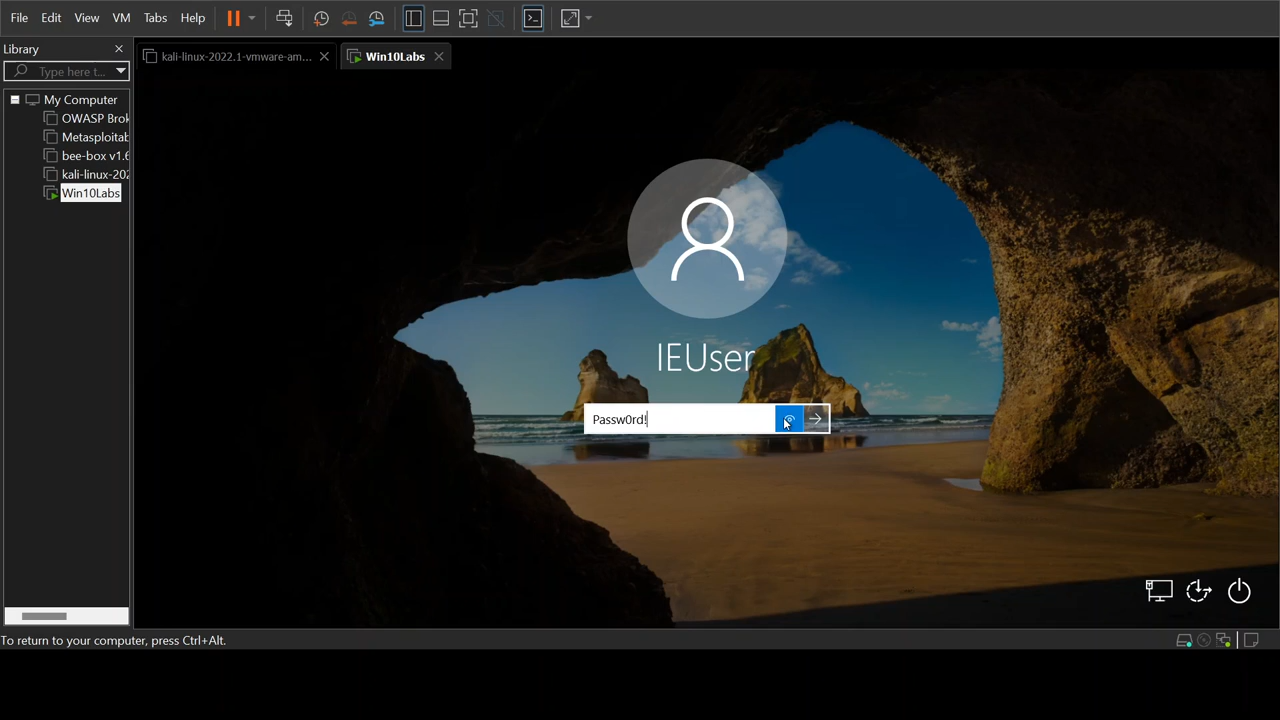 File Edit View VM Tabs Help
Library
Type here t...
kali-linux-2022.1-vmware-am...
Win10Labs
My Computer
OWASP Brok
Metasploitab
bee-box v1.6
kali-linux-202
Win10Labs
IEUser
Passw0rd!
To return to your computer, press Ctrl+Alt.